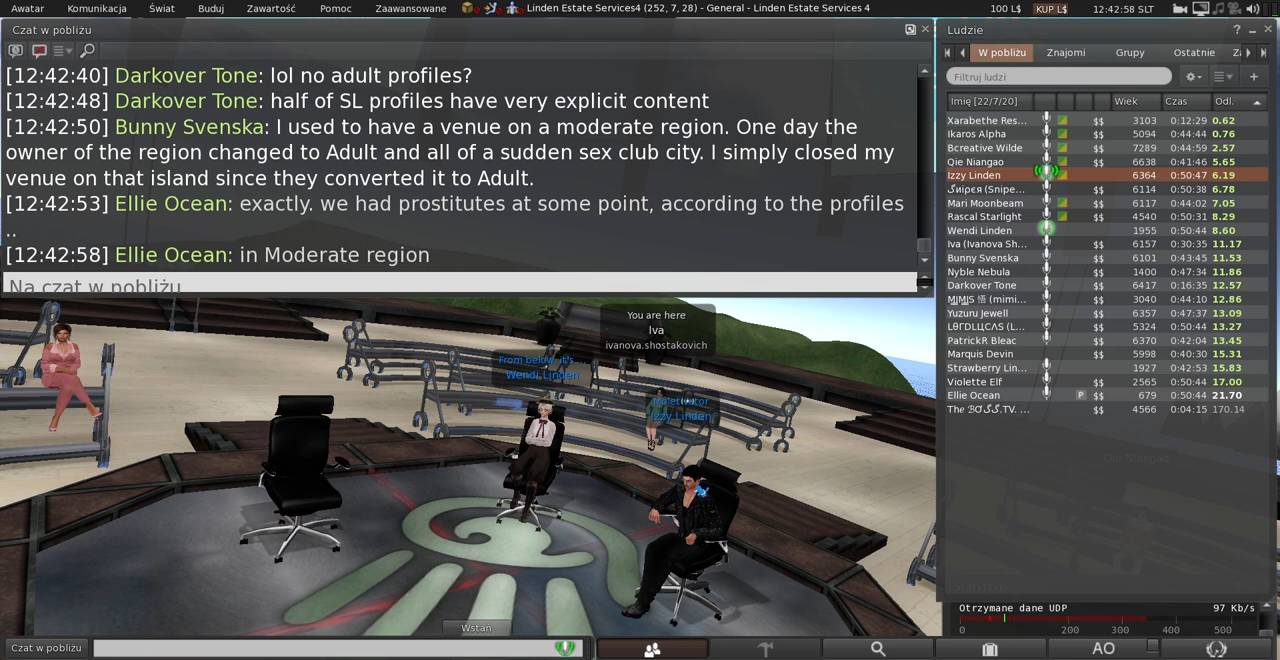 Awatar Komunikacja Świat Buduj Zawartość Pomoc Zaawansowane Linden Estate Services4 (252, 7, 28) - General - Linden Estate Services 4 100 L$ KUP L$ 12:42:58 SLT
Czat w pobliżu
[12:42:40] Darkover Tone: lol no adult profiles?
[12:42:48] Darkover Tone: half of SL profiles have very explicit content
[12:42:50] Bunny Svenska: I used to have a venue on a moderate region. One day the
owner of the region changed to Adult and all of a sudden sex club city. I simply closed my
venue on that island since they converted it to Adult.
[12:42:53] Ellie Ocean: exactly. we had prostitutes at some point, according to the profiles
..
[12:42:58] Ellie Ocean: in Moderate region
Na czat w pobliżu
You are here
Iva
ivanova.shostakovich
From below, it's...
Wendi Linden
Izzy Linden
Wstań
Czat w pobliżu
Ludzie
W pobliżu Znajomi Grupy Ostatnie
Filtruj ludzi
Imię [22/7/20] Wiek Czas Odl.
Xarabethe Res... $$ 3103 0:12:29 0.62
Ikaros Alpha $$ 5094 0:44:44 0.76
Bcreative Wilde $$ 7289 0:44:59 2.57
Qie Niangao $$ 6638 0:41:46 5.65
Izzy Linden 6364 0:50:47 6.19
(Snipe... $$ 6114 0:50:38 6.78
Mari Moonbeam $$ 6117 0:44:02 7.05
Rascal Starlight $$ 4540 0:50:31 8.29
Wendi Linden 1955 0:50:44 8.60
Iva (Ivanova Sh... $$ 6157 0:30:35 11.17
Bunny Svenska $$ 6101 0:43:45 11.53
Nyble Nebula $$ 1400 0:47:34 11.86
Darkover Tone $$ 6417 0:16:35 12.57
(mimi... $$ 3040 0:44:10 12.86
Yuzuru Jewell $$ 6357 0:47:37 13.09
(L... $$ 5324 0:50:44 13.27
PatrickR Bleac $$ 6370 0:42:04 13.45
Marquis Devin $$ 5998 0:40:30 15.31
Strawberry Lin... 1927 0:42:53 15.83
Violette Elf $$ 2565 0:50:44 17.00
Ellie Ocean P $$ 679 0:50:44 21.70
.TV. ... $$ 4566 0:04:15 170.14
Qie Niangao
Otrzymane dane UDP 97 Kb/s
0 200 400 500
AO